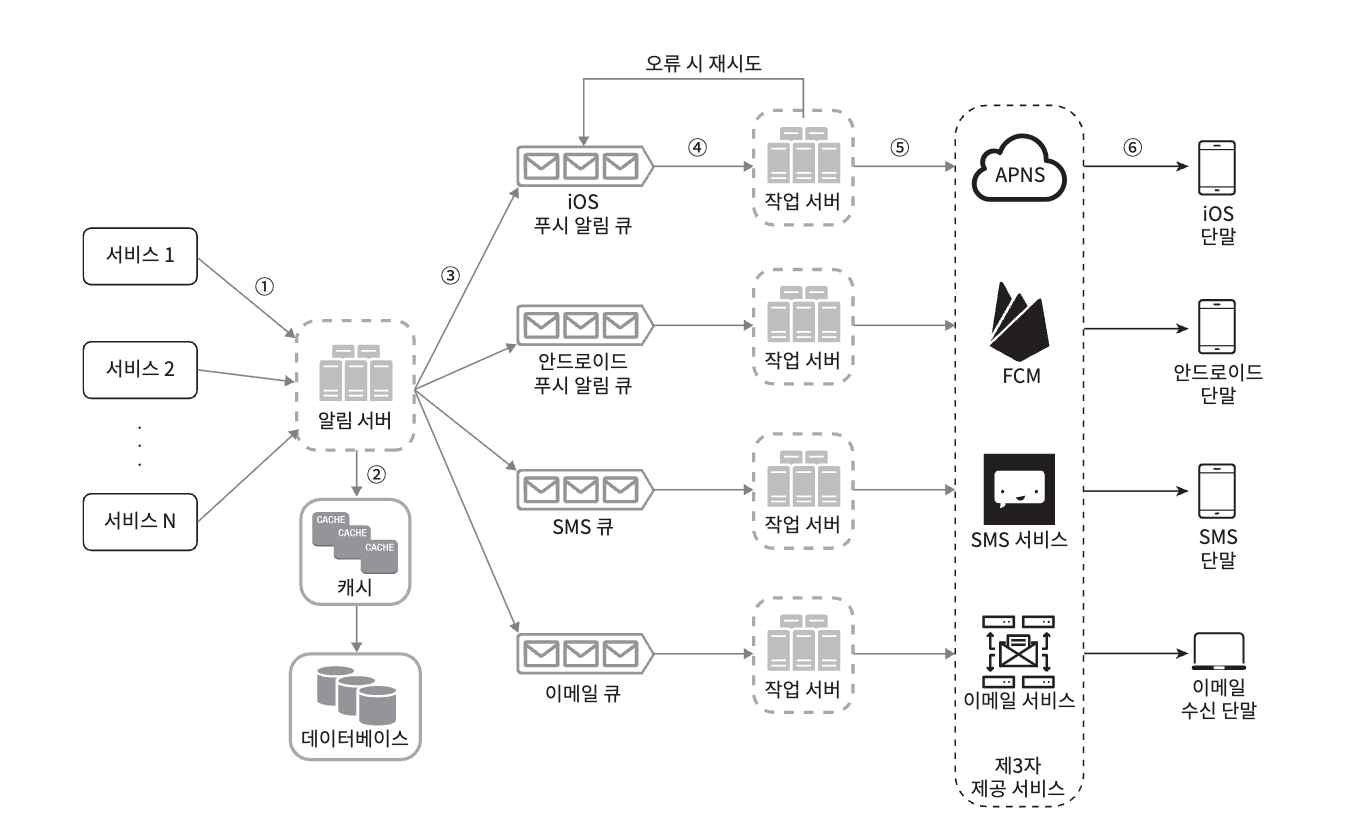 오류 시 재시도
서비스 1
서비스 2
.
.
.
서비스 N
①
알림 서버
②
CACHE
CACHE
CACHE
캐시
데이터베이스
③
iOS
푸시 알림 큐
④
작업 서버
⑤
APNS
⑥
iOS
단말
안드로이드
푸시 알림 큐
작업 서버
FCM
안드로이드
단말
SMS 큐
작업 서버
SMS 서비스
SMS
단말
이메일 큐
작업 서버
이메일 서비스
이메일
수신 단말
제3자
제공 서비스